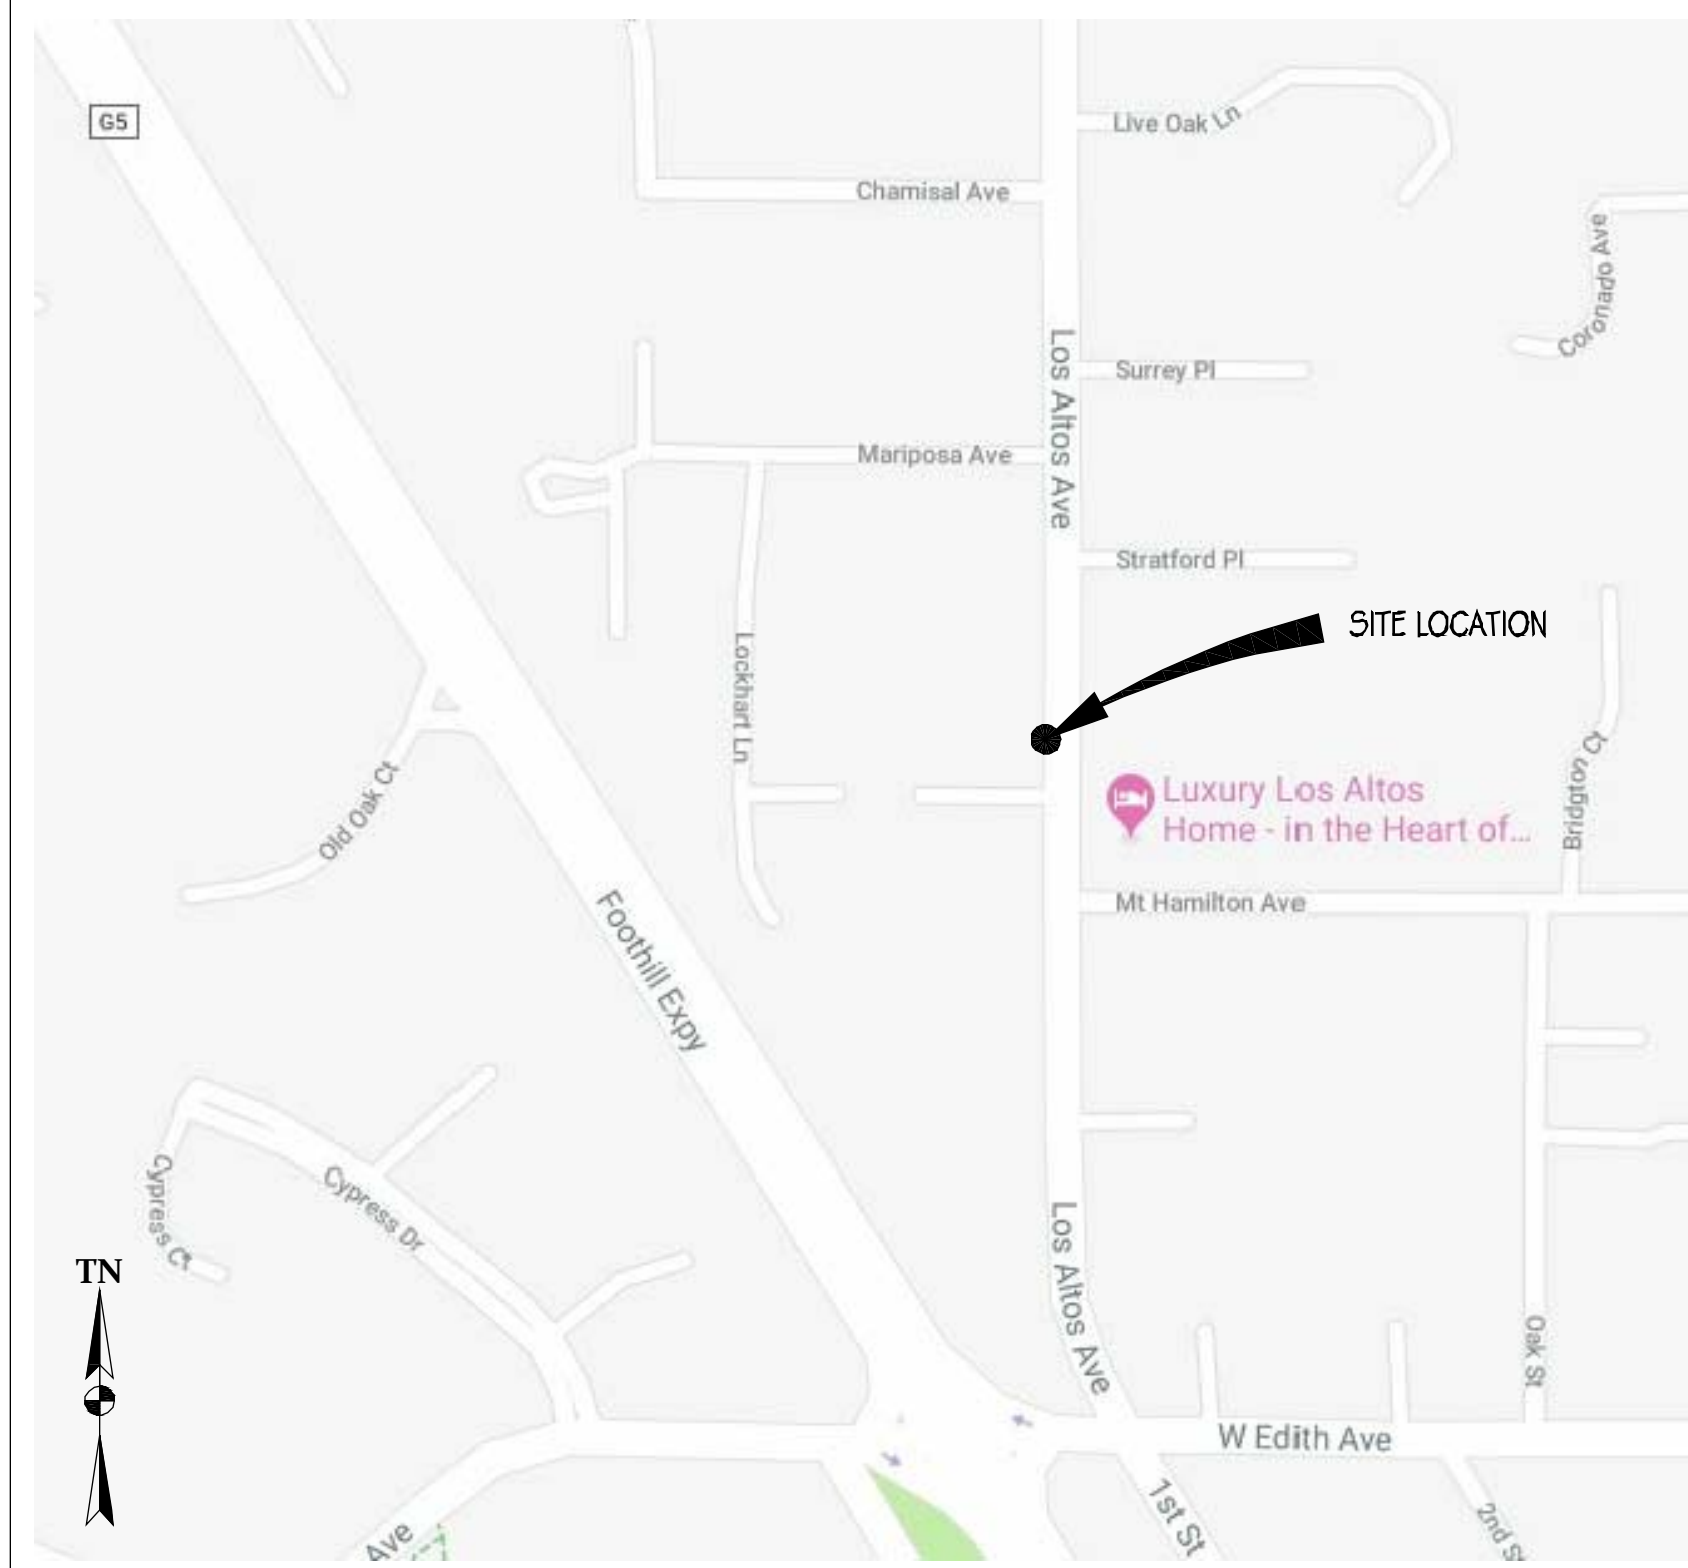 G5
Live Oak Ln
Chamisal Ave
Coronado Ave
Los Altos Ave
Surrey Pl
Mariposa Ave
Stratford Pl
SITE LOCATION
Lockhart Ln
Old Oak Ct
Bridgton Ct
Luxury Los Altos
Home - in the Heart of...
Mt Hamilton Ave
Foothill Expy
Cypress Ct
Cypress Dr
TN
Los Altos Ave
Oak St
W Edith Ave
1st St
2nd St
Ave